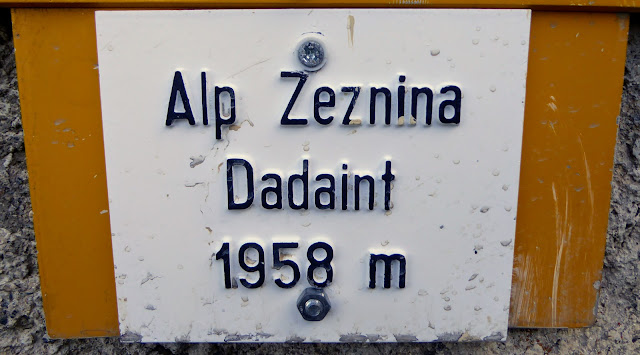 Alp Zeznina
Dadaint
1958 m